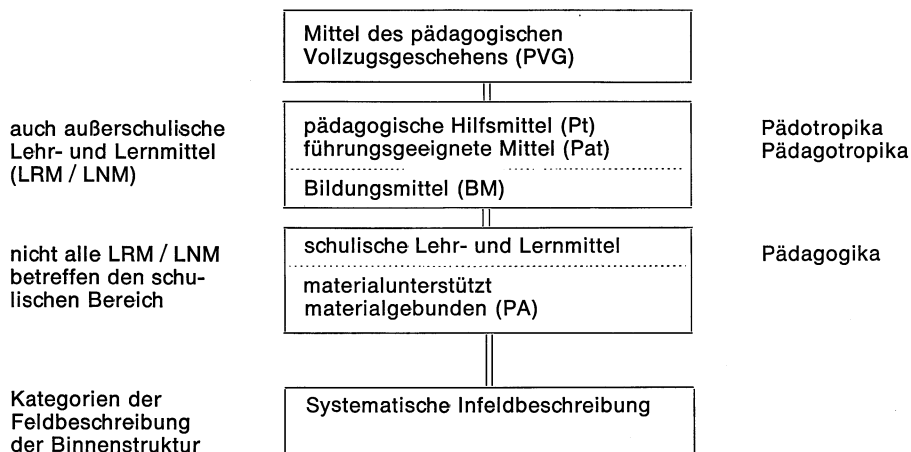 Mittel des pädagogischen
Vollzugsgeschehens (PVG)
auch außerschulische
Lehr- und Lernmittel
(LRM / LNM)
pädagogische Hilfsmittel (Pt)
führungsgeeignete Mittel (Pat)
Bildungsmittel (BM)
Pädotropika
Pädagotropika
nicht alle LRM / LNM
betreffen den schu-
lischen Bereich
schulische Lehr- und Lernmittel
materialunterstützt
materialgebunden (PA)
Pädagogika
Kategorien der
Feldbeschreibung
der Binnenstruktur
Systematische Infeldbeschreibung